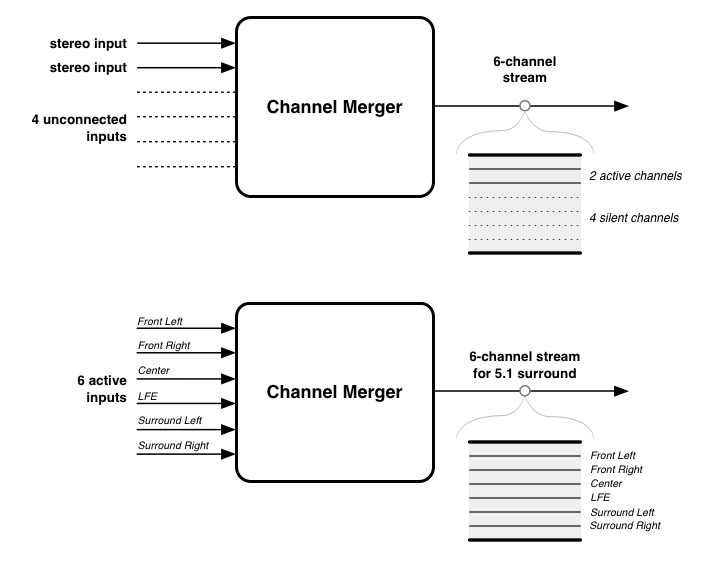 stereo input
stereo input
4 unconnected
inputs
Channel Merger
6-channel
stream
2 active channels
4 silent channels
6 active
inputs
Front Left
Front Right
Center
LFE
Surround Left
Surround Right
Channel Merger
6-channel stream
for 5.1 surround
Front Left
Front Right
Center
LFE
Surround Left
Surround Right